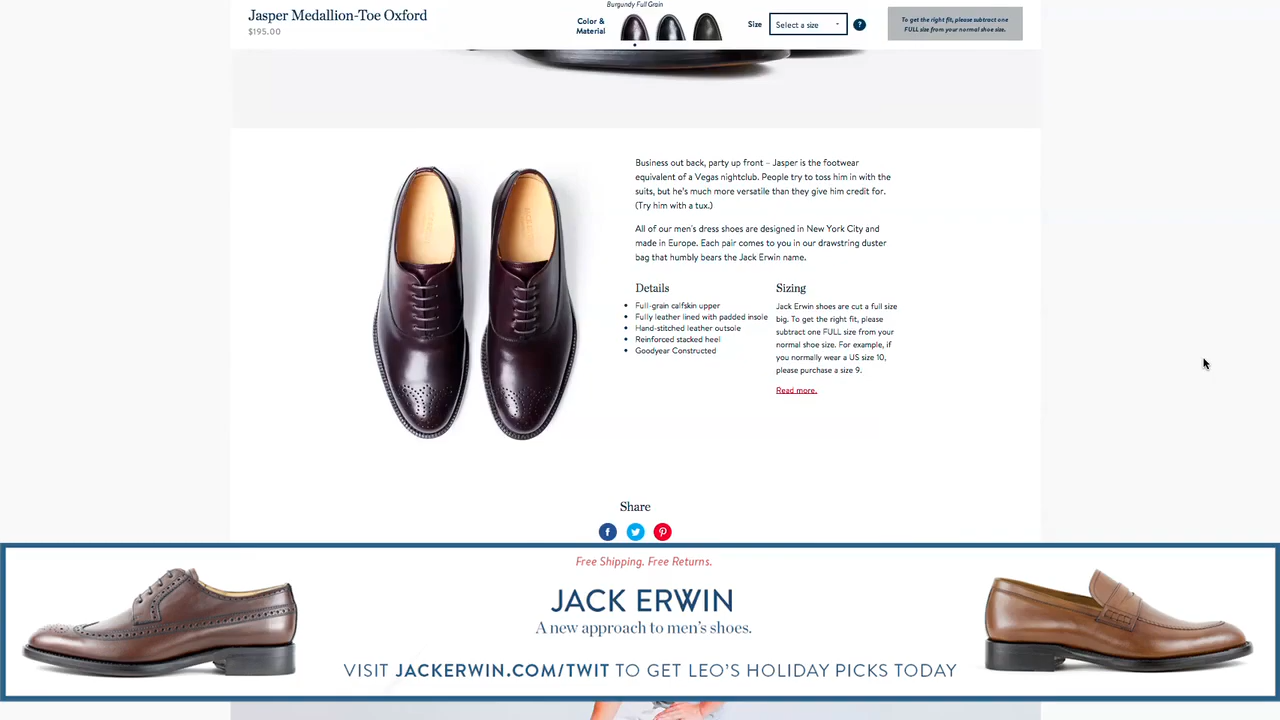 Jasper Medallion-Toe Oxford
$195.00
Burgundy Full Grain
Color &
Material
Size
Select a size
?
To get the right fit, please subtract one
FULL size from your normal shoe size.
Business out back, party up front – Jasper is the footwear
equivalent of a Vegas nightclub. People try to toss him in with the
suits, but he's much more versatile than they give him credit for.
(Try him with a tux.)
All of our men's dress shoes are designed in New York City and
made in Europe. Each pair comes to you in our drawstring duster
bag that humbly bears the Jack Erwin name.
Details
Full-grain calfskin upper
Fully leather lined with padded insole
Hand-stitched leather outsole
Reinforced stacked heel
Goodyear Constructed
Sizing
Jack Erwin shoes are cut a full size
big. To get the right fit, please
subtract one FULL size from your
normal shoe size. For example, if
you normally wear a US size 10,
please purchase a size 9.
Read more.
Share
Free Shipping. Free Returns.
JACK ERWIN
A new approach to men's shoes.
VISIT JACKERWIN.COM/TWIT TO GET LEO'S HOLIDAY PICKS TODAY